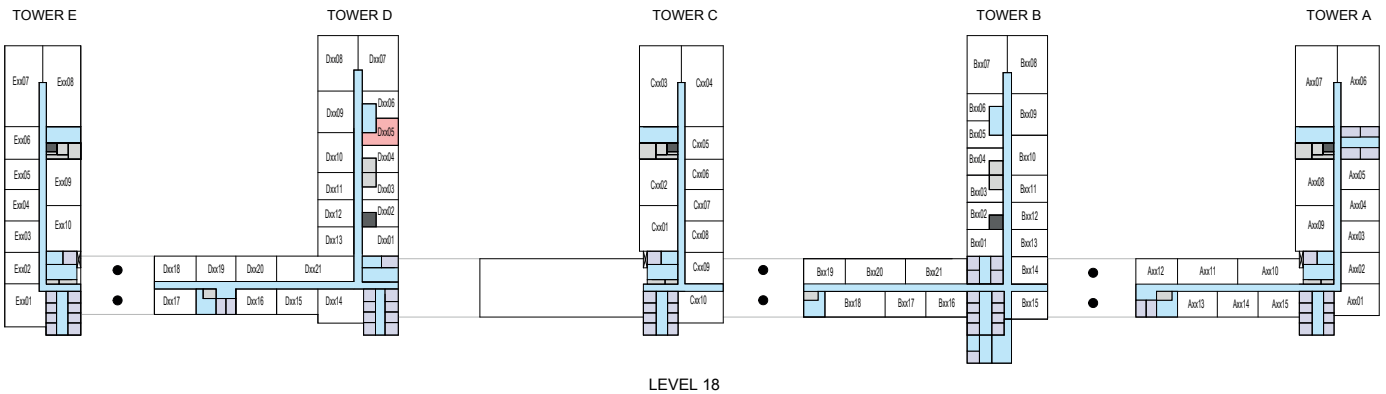 TOWER E
TOWER D
TOWER C
TOWER B
TOWER A
Exx07
Exx08
Exx06
Exx05
Exx09
Exx04
Exx03
Exx10
Exx02
Exx01
Dxx08
Dxx07
Dxx06
Dxx09
Dxx05
Dxx10
Dxx04
Dxx11
Dxx03
Dxx12
Dxx02
Dxx13
Dxx01
Dxx18
Dxx19
Dxx20
Dxx21
Dxx17
Dxx16
Dxx15
Dxx14
Cxx03
Cxx04
Cxx05
Cxx02
Cxx06
Cxx07
Cxx01
Cxx08
Cxx09
Cxx10
Bxx07
Bxx08
Bxx06
Bxx09
Bxx05
Bxx04
Bxx10
Bxx03
Bxx11
Bxx02
Bxx12
Bxx01
Bxx13
Bxx19
Bxx20
Bxx21
Bxx14
Bxx18
Bxx17
Bxx16
Bxx15
Axx07
Axx06
Axx05
Axx08
Axx04
Axx09
Axx03
Axx12
Axx11
Axx10
Axx02
Axx13
Axx14
Axx15
Axx01
LEVEL 18